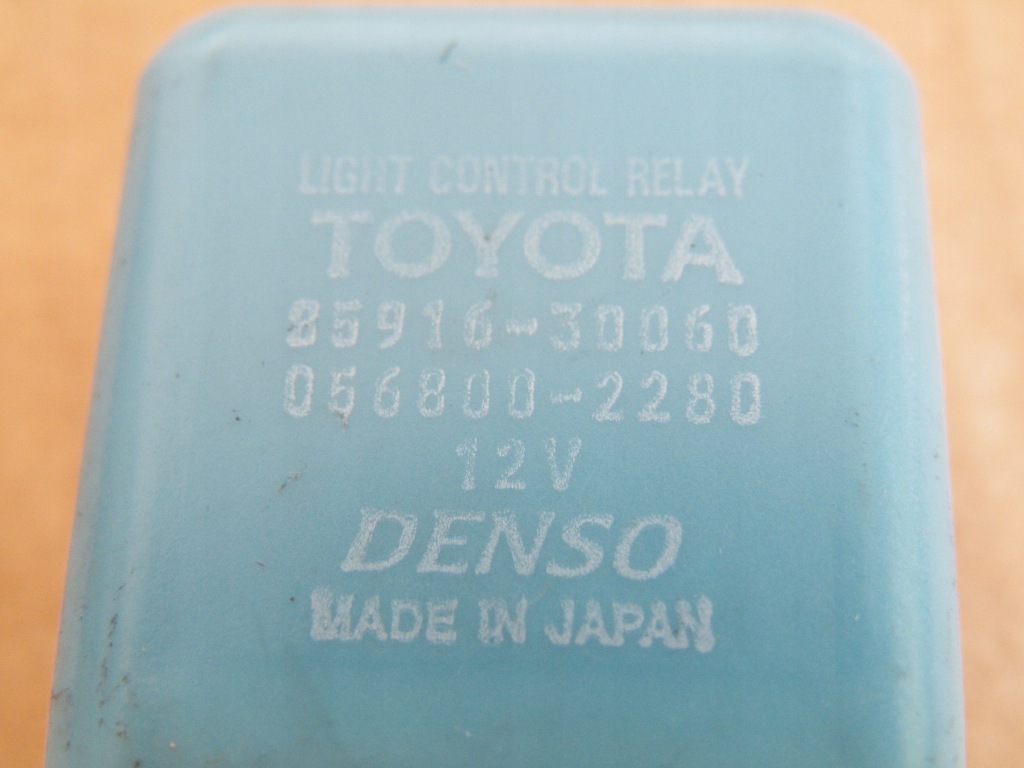 LIGHT CONTROL RELAY
TOYOTA
85916-30060
056800-2280
12V
DENSO
MADE IN JAPAN